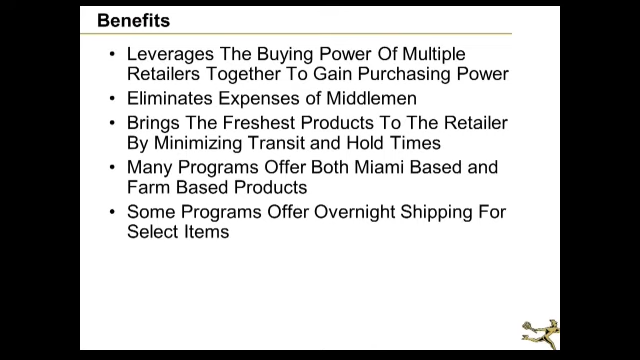 Benefits
• Leverages The Buying Power Of Multiple
Retailers Together To Gain Purchasing Power
• Eliminates Expenses of Middlemen
• Brings The Freshest Products To The Retailer
By Minimizing Transit and Hold Times
• Many Programs Offer Both Miami Based and
Farm Based Products
• Some Programs Offer Overnight Shipping For
Select Items